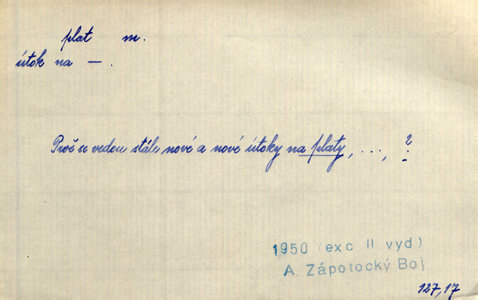 plat m.
útok na — .
Proč se vedou stále nové a nové útoky na platy, ..., ?
1950 (exc II vyd)
A. Zápotocký Boj
127,17